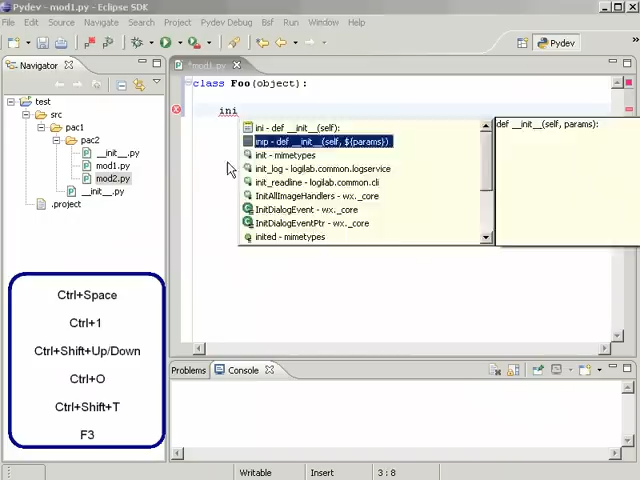 Pydev - mod1.py - Eclipse SDK
File Edit Source Navigate Search Project Pydev Refactoring Bsf Run Window Help
Pydev
Navigator
*mod1.py
class Foo(object):
ini
test
src
pac1
pac2
__init__.py
mod1.py
mod2.py
__init__.py
.project
ini - def __init__(self):
inip - def __init__(self, ${params})
init - mimetypes
init_log - logilab.common.logservice
init_readline - logilab.common.cli
InitAllImageHandlers - wx._core
InitDialogEvent - wx._core
InitDialogEventPtr - wx._core
inited - mimetypes
def __init__(self, params):
Ctrl+Space
Ctrl+1
Ctrl+Shift+Up/Down
Ctrl+O
Ctrl+Shift+T
F3
Problems
Console
Writable
Insert
3 : 8